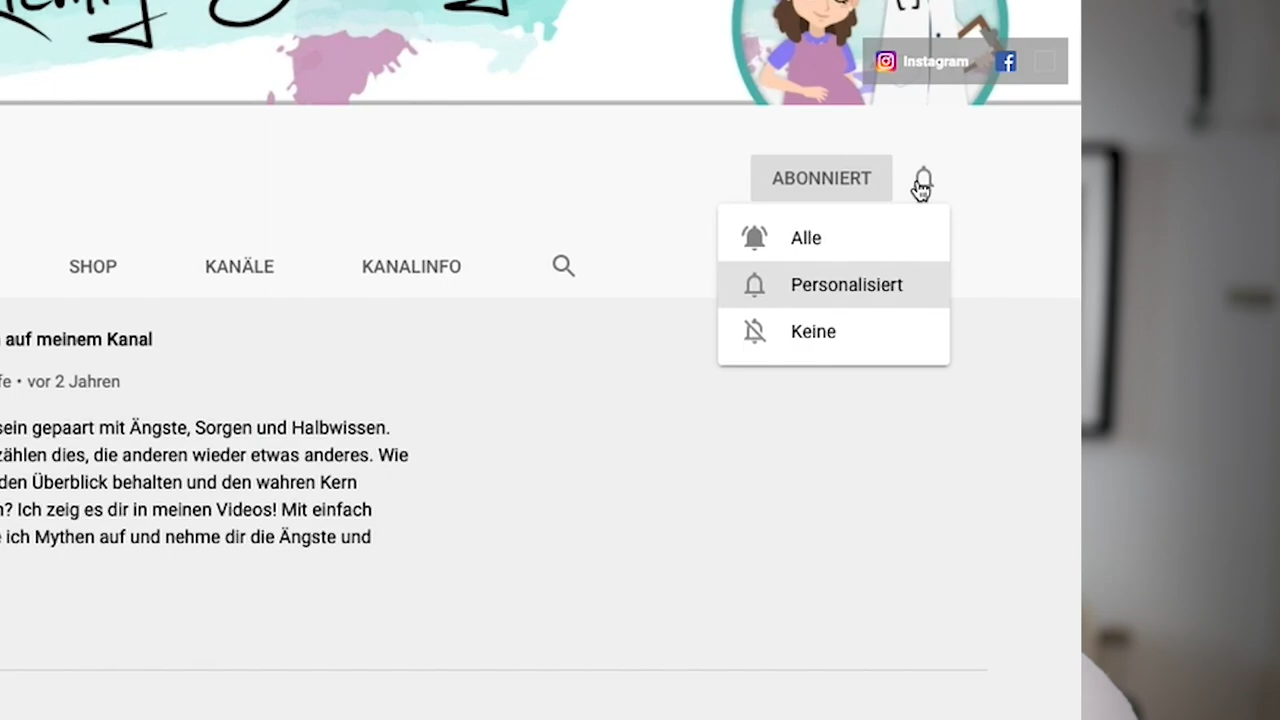 Instagram
ABONNIERT
Alle
SHOP
KANÄLE
KANALINFO
Personalisiert
Keine
auf meinem Kanal
fe • vor 2 Jahren
sein gepaart mit Ängste, Sorgen und Halbwissen.
zählen dies, die anderen wieder etwas anderes. Wie
den Überblick behalten und den wahren Kern
n? Ich zeig es dir in meinen Videos! Mit einfach
e ich Mythen auf und nehme dir die Ängste und